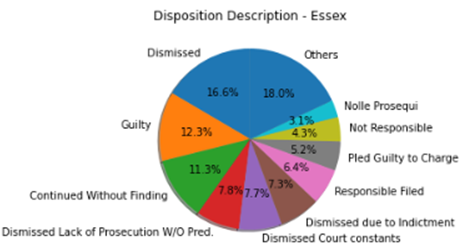 Disposition Description - Essex
Dismissed
Others
16.6%
18.0%
Nolle Prosequi
3.1%
Guilty
Not Responsible
12.3%
4.3%
5.2%
Pled Guilty to Charge
11.3%
6.4%
Continued Without Finding
7.8%
7.7%
7.3%
Responsible Filed
Dismissed due to Indictment
Dismissed Lack of Prosecution W/O Pred.
Dismissed Court constants